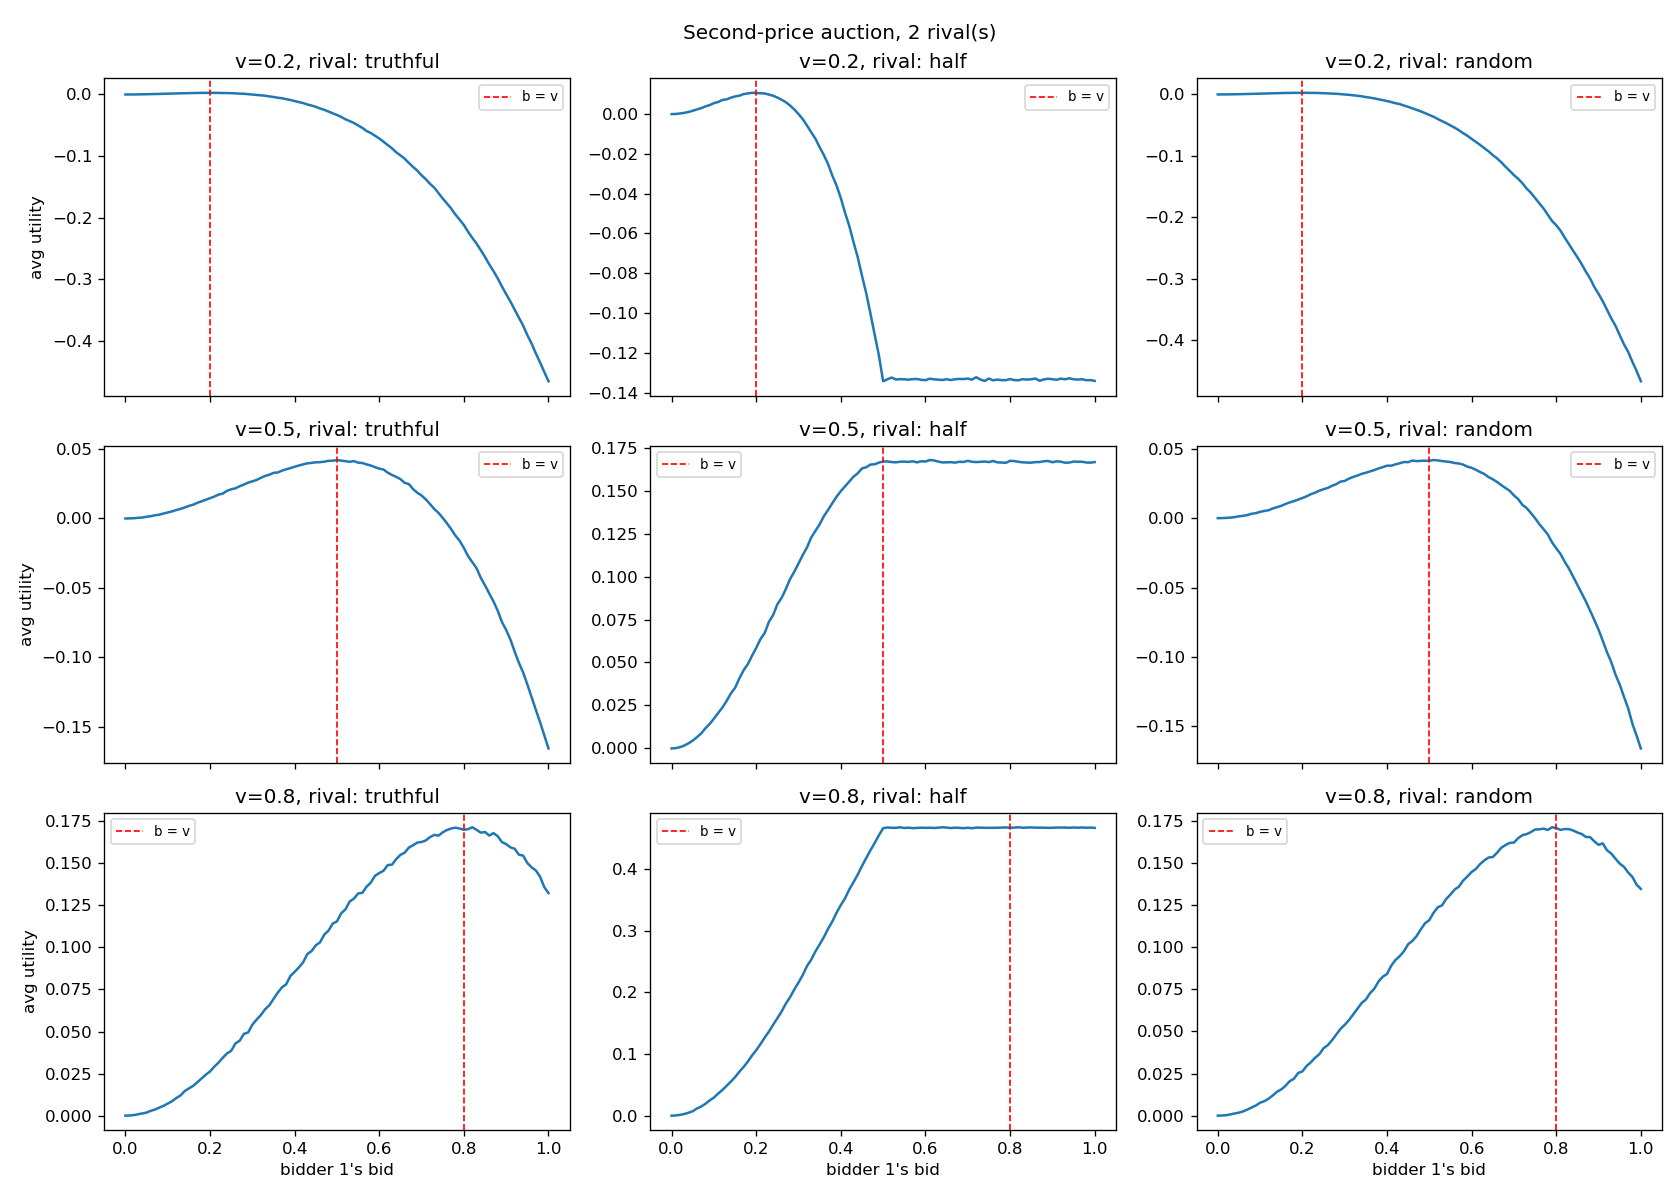 Second-price auction, 2 rival(s)
v=0.2, rival: truthful
v=0.2, rival: half
v=0.2, rival: random
b = v
b = v
b = v
avg utility
0.0
−0.1
−0.2
−0.3
−0.4
0.00
−0.02
−0.04
−0.06
−0.08
−0.10
−0.12
−0.14
0.0
−0.1
−0.2
−0.3
−0.4
v=0.5, rival: truthful
v=0.5, rival: half
v=0.5, rival: random
b = v
b = v
b = v
avg utility
0.05
0.00
−0.05
−0.10
−0.15
0.175
0.150
0.125
0.100
0.075
0.050
0.025
0.000
0.05
0.00
−0.05
−0.10
−0.15
v=0.8, rival: truthful
v=0.8, rival: half
v=0.8, rival: random
b = v
b = v
b = v
avg utility
0.175
0.150
0.125
0.100
0.075
0.050
0.025
0.000
0.4
0.3
0.2
0.1
0.0
0.175
0.150
0.125
0.100
0.075
0.050
0.025
0.000
0.0 0.2 0.4 0.6 0.8 1.0
0.0 0.2 0.4 0.6 0.8 1.0
0.0 0.2 0.4 0.6 0.8 1.0
bidder 1's bid
bidder 1's bid
bidder 1's bid